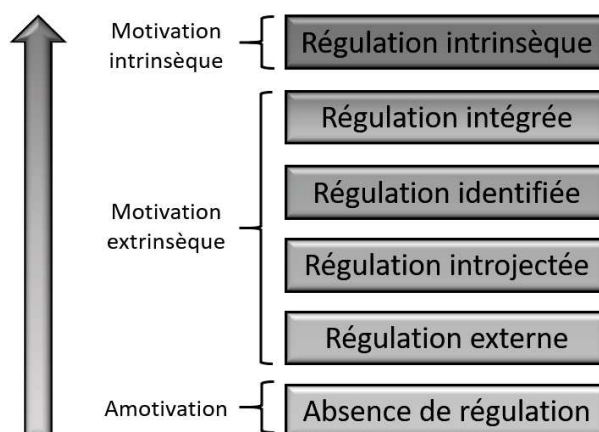 Motivation
intrinsèque
Régulation intrinsèque
Régulation intégrée
Régulation identifiée
Motivation
extrinsèque
Régulation introjectée
Régulation externe
Amotivation
Absence de régulation